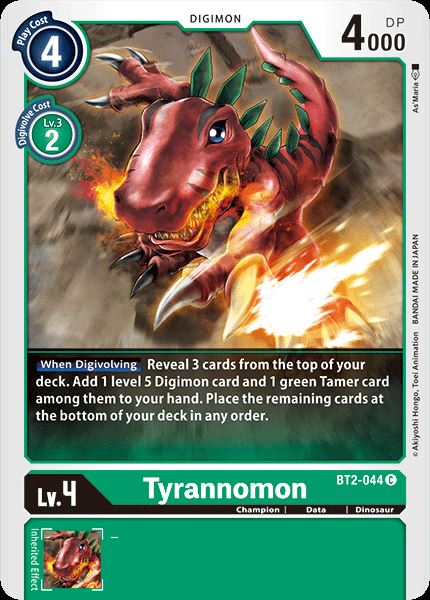 Play Cost
4
DIGIMON
4000
DP
Digivolve Cost
Lv.3
2
As'Maria
When Digivolving Reveal 3 cards from the top of your
deck. Add 1 level 5 Digimon card and 1 green Tamer card
among them to your hand. Place the remaining cards at
the bottom of your deck in any order.
©Akiyoshi Hongo, Toei Animation BANDAI MADE IN JAPAN
Lv.4
Tyrannomon
BT2-044 C
Champion | Data | Dinosaur
Inherited Effect
–